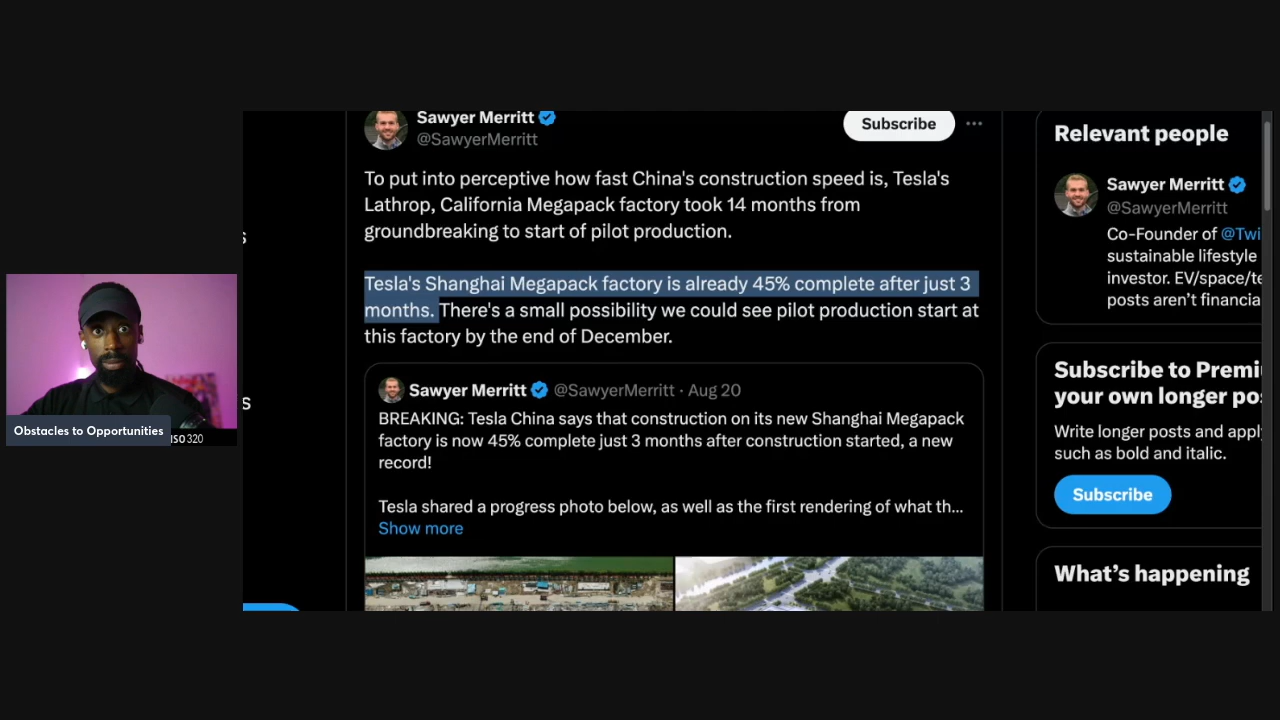 Sawyer Merritt
@SawyerMerritt
Subscribe
To put into perceptive how fast China's construction speed is, Tesla's
Lathrop, California Megapack factory took 14 months from
groundbreaking to start of pilot production.
Tesla's Shanghai Megapack factory is already 45% complete after just 3
months. There's a small possibility we could see pilot production start at
this factory by the end of December.
Sawyer Merritt @SawyerMerritt · Aug 20
BREAKING: Tesla China says that construction on its new Shanghai Megapack
factory is now 45% complete just 3 months after construction started, a new
record!
Tesla shared a progress photo below, as well as the first rendering of what th...
Show more
Relevant people
Sawyer Merritt
@SawyerMerritt
Co-Founder of @Twi
sustainable lifestyle
investor. EV/space/te
posts aren't financia
Subscribe to Premi
your own longer po
Write longer posts and apply
such as bold and italic.
Subscribe
What's happening
s
s
Obstacles to Opportunities
ISO 320